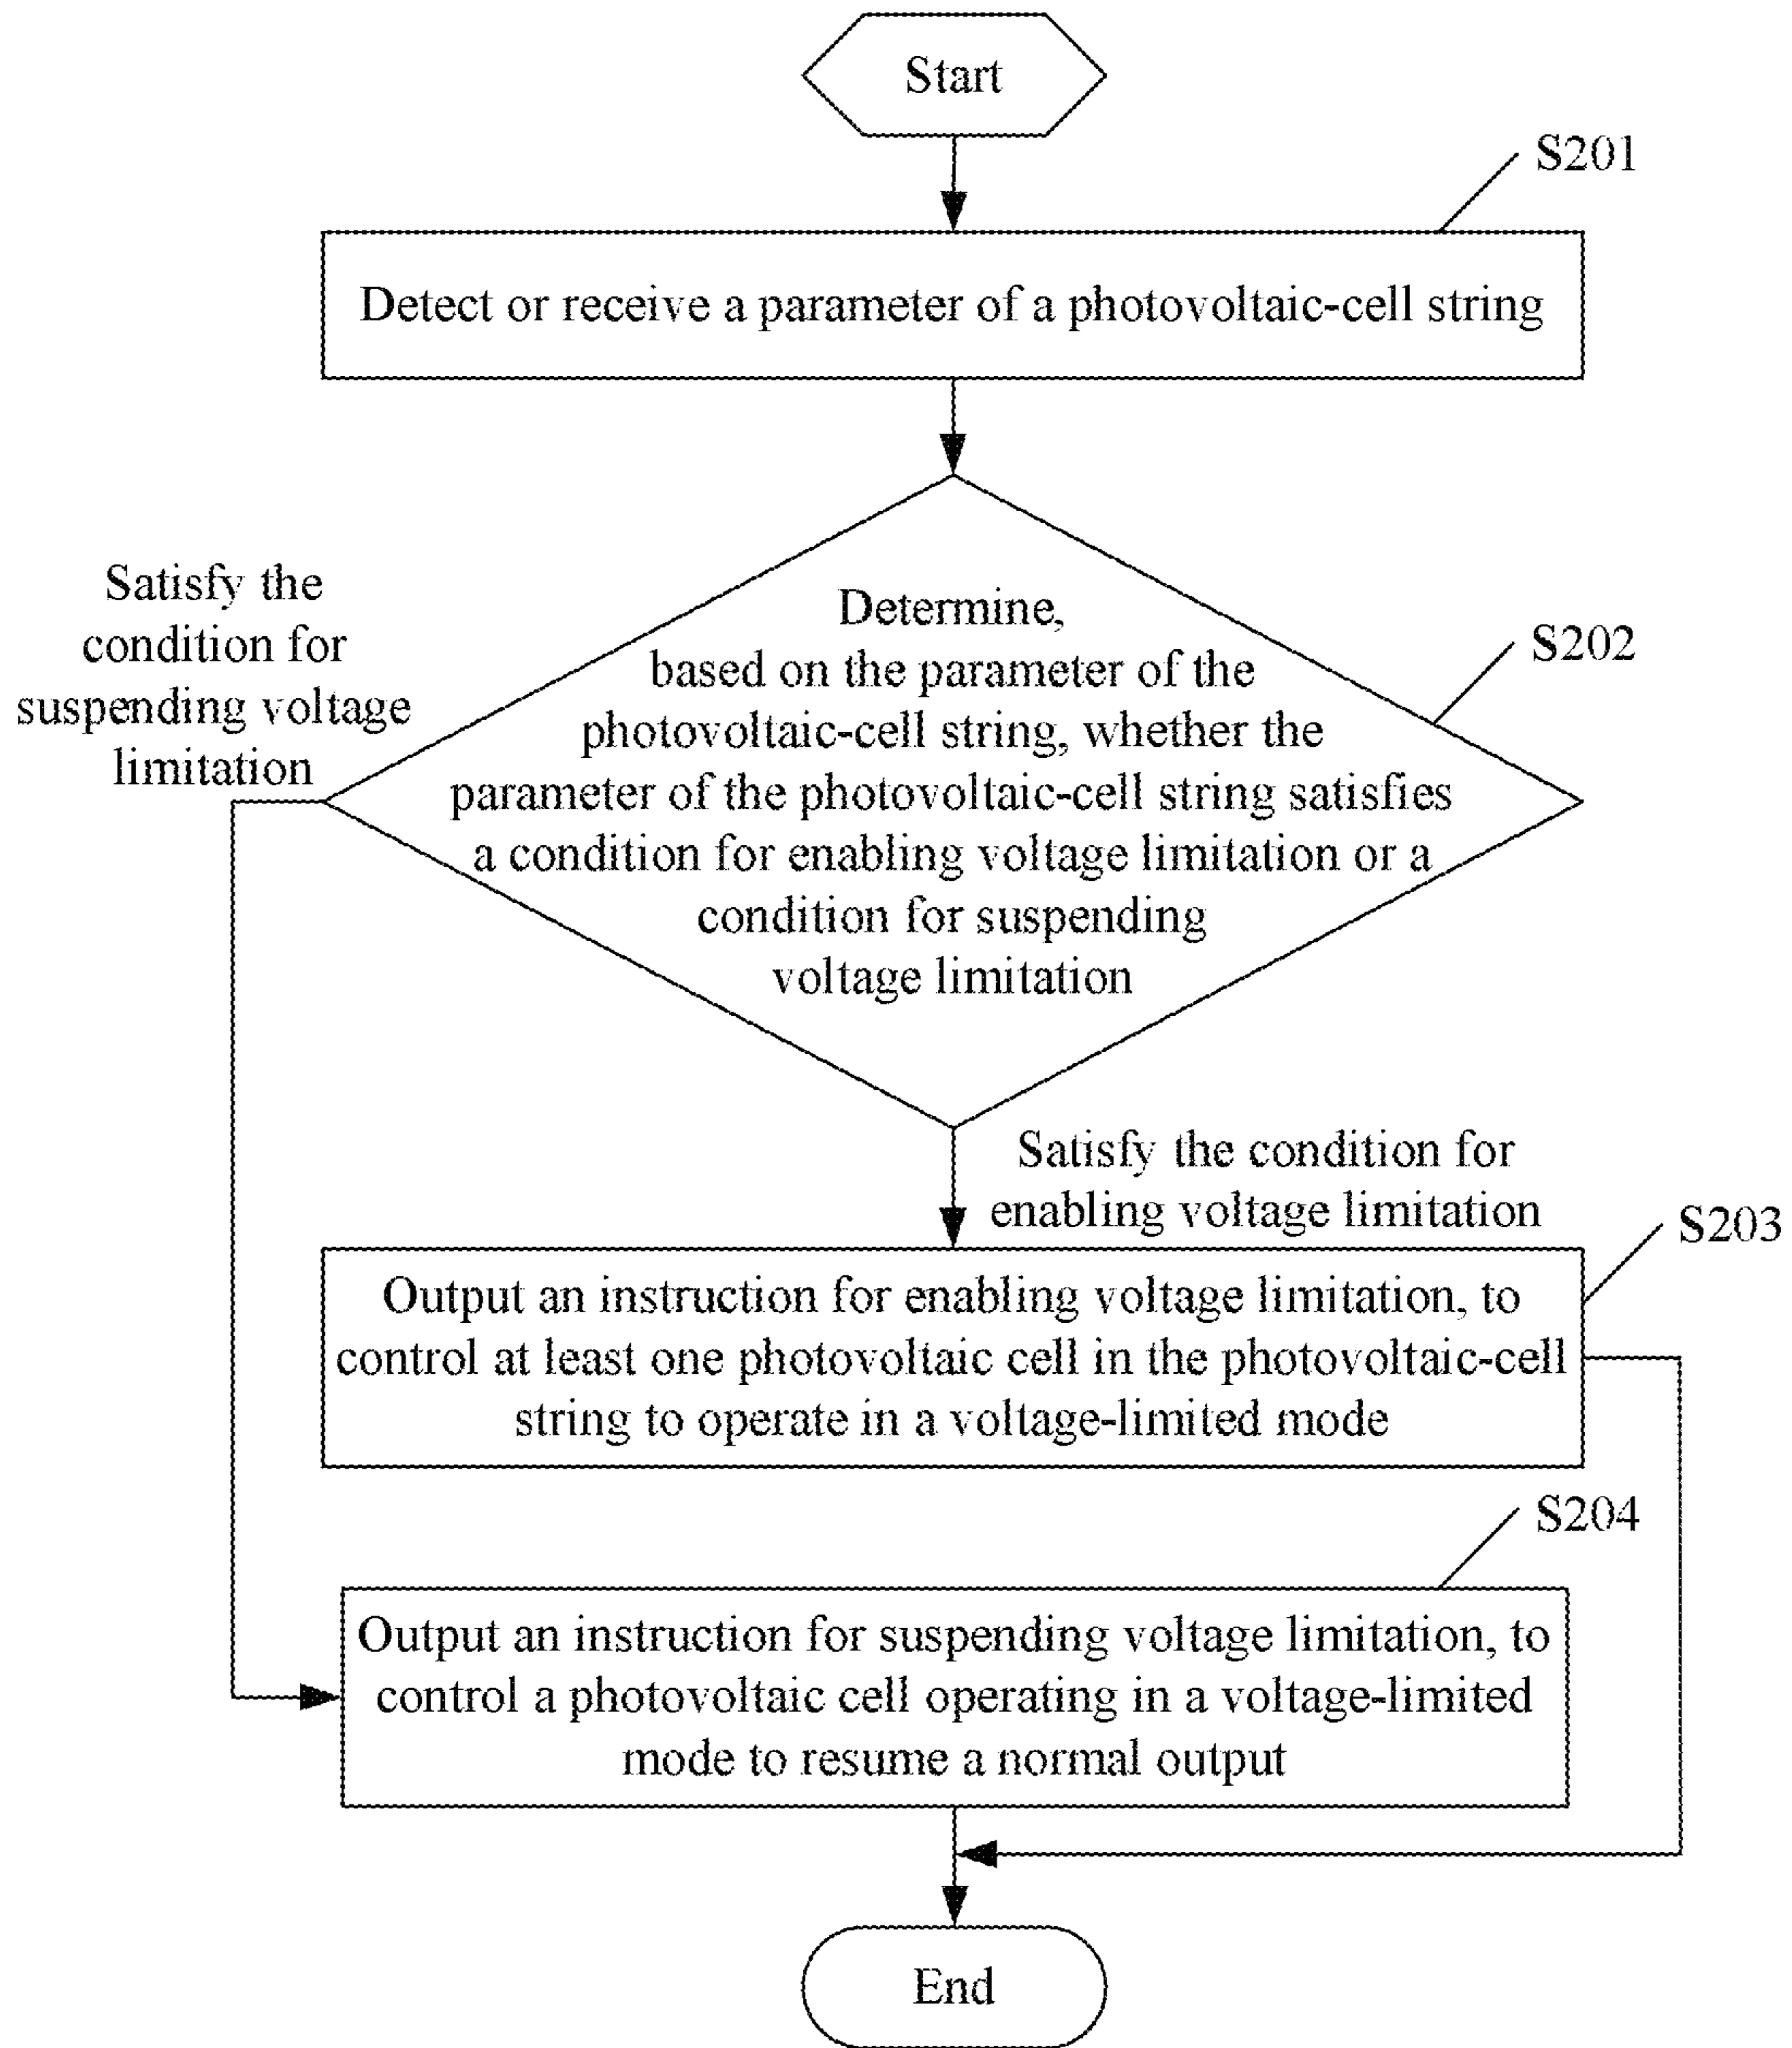 Start
S201
Detect or receive a parameter of a photovoltaic-cell string
Satisfy the
condition for
suspending voltage
limitation
Determine,
based on the parameter of the
photovoltaic-cell string, whether the
parameter of the photovoltaic-cell string satisfies
a condition for enabling voltage limitation or a
condition for suspending
voltage limitation
S202
Satisfy the condition for
enabling voltage limitation
S203
Output an instruction for enabling voltage limitation, to
control at least one photovoltaic cell in the photovoltaic-cell
string to operate in a voltage-limited mode
S204
Output an instruction for suspending voltage limitation, to
control a photovoltaic cell operating in a voltage-limited
mode to resume a normal output
End